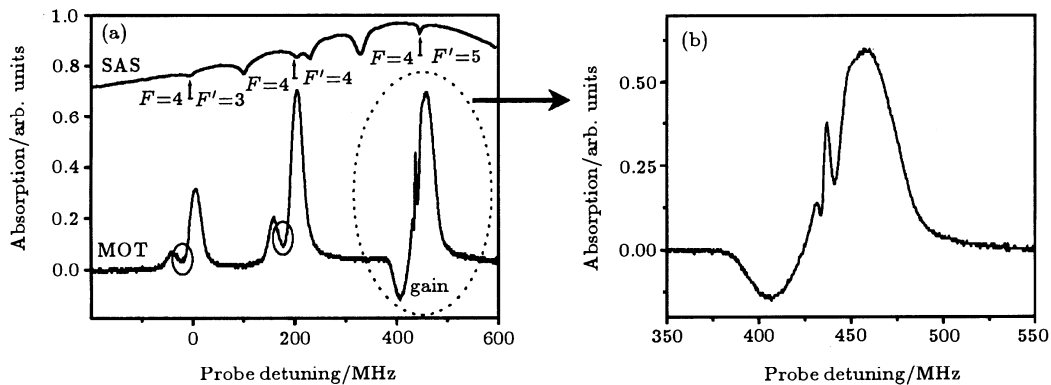 (a)
SAS
F=4
F′=3
F=4
F′=4
F=4
F′=5
MOT
gain
1.0
0.8
0.6
0.4
0.2
0.0
Absorption/arb. units
0
200
400
600
Probe detuning/MHz
(b)
0.50
0.25
0.00
Absorption/arb. units
350
400
450
500
550
Probe detuning/MHz